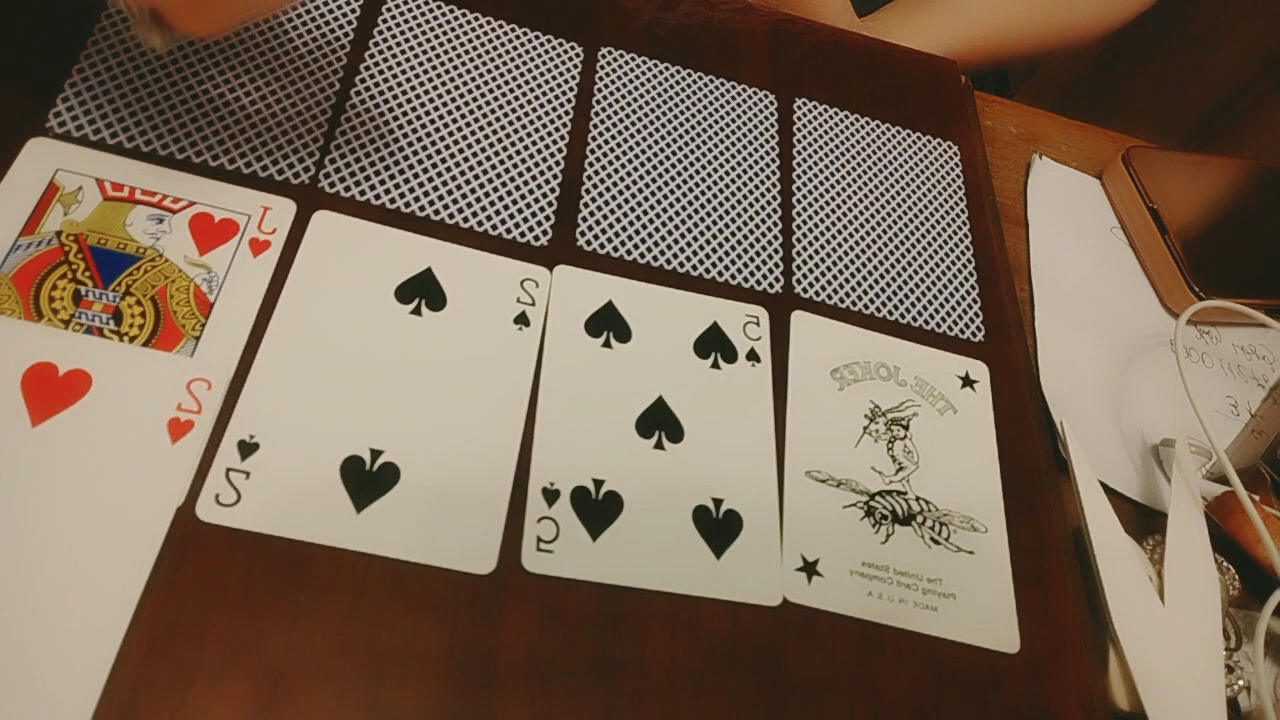 J
2
2
2
5
5
THE JOKER
The United States
Playing Card Company
MADE IN U.S.A.